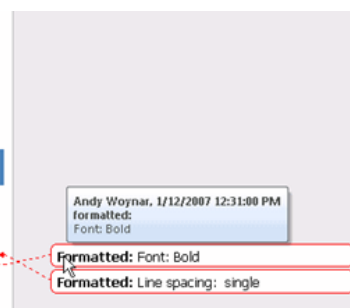 Andy Woynar, 1/12/2007 12:31:00 PM
formatted:
Font: Bold
Formatted: Font: Bold
Formatted: Line spacing: single